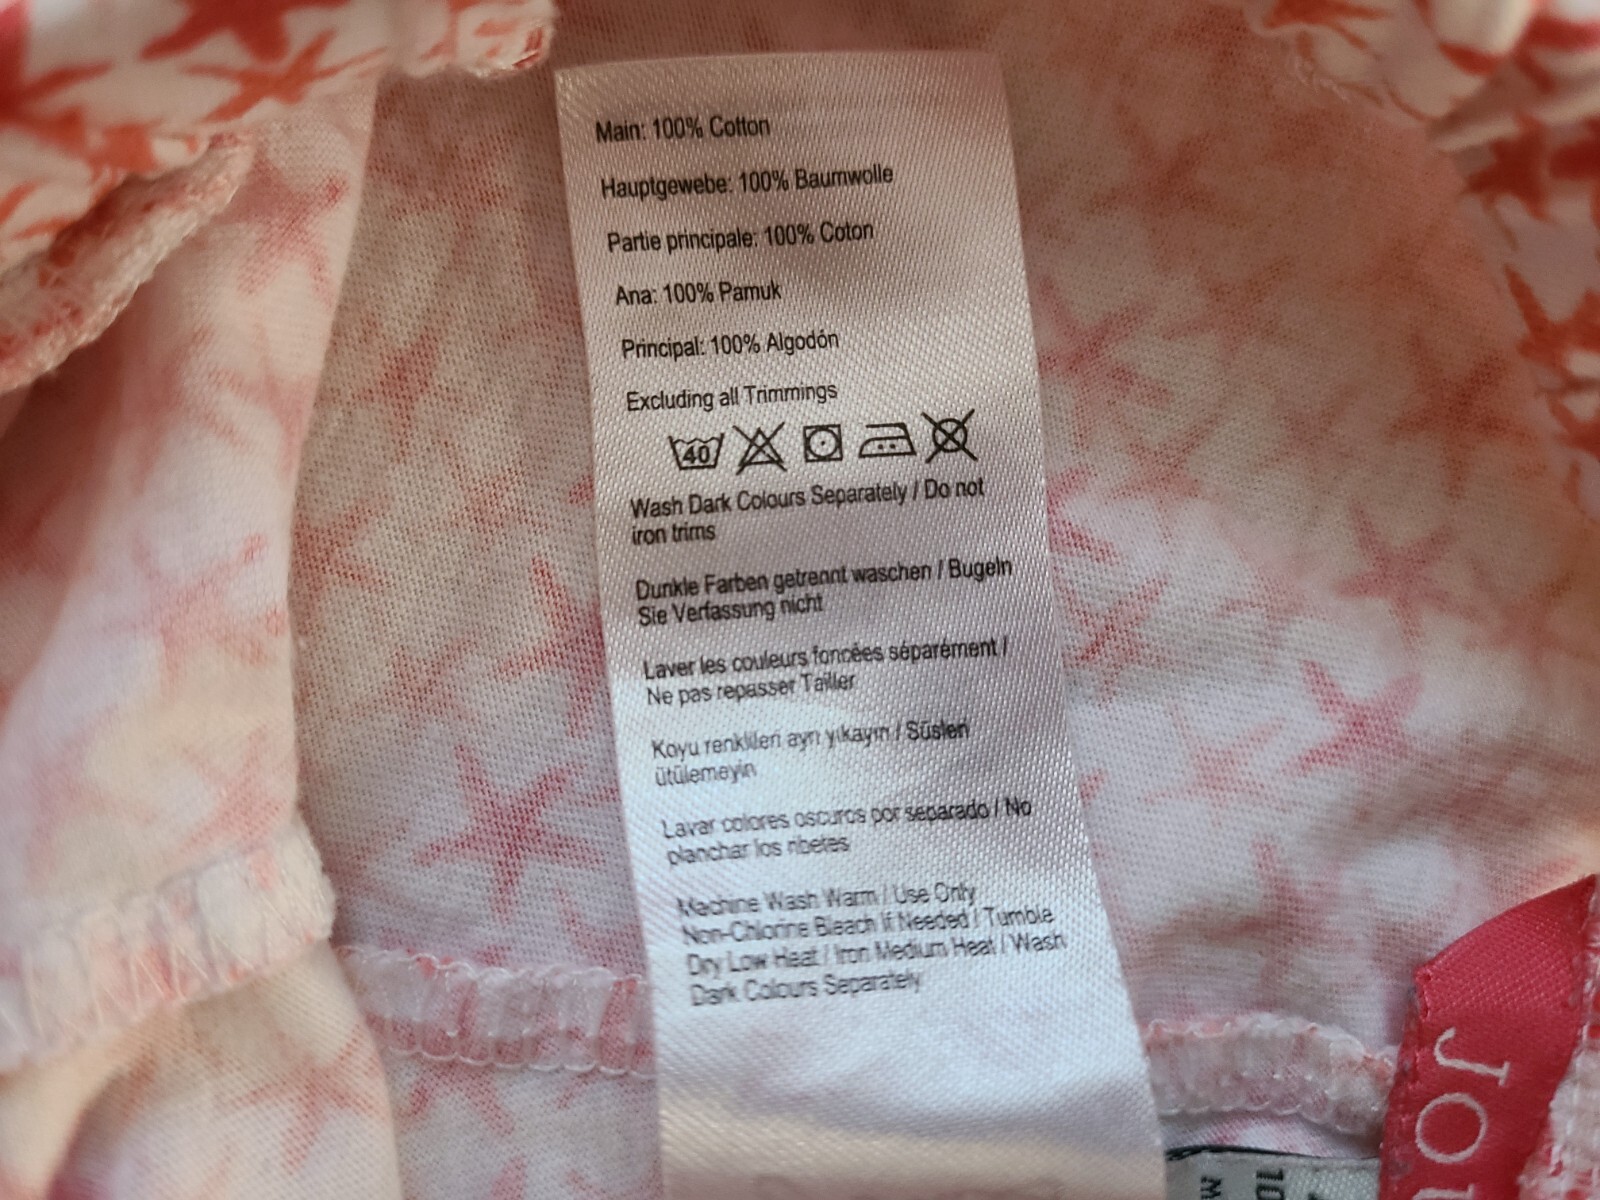 Main: 100% Cotton
Hauptgewebe: 100% Baumwolle
Partie principale: 100% Coton
Ana: 100% Pamuk
Principal: 100% Algodón
Excluding all Trimmings
40
Wash Dark Colours Separately / Do not
iron trims
Dunkle Farben getrennt waschen / Bugeln
Sie Verfassung nicht
Laver les couleurs foncées séparément /
Ne pas repasser Tailler
Koyu renklileri ayrı yıkayın / Süslen
ütülemeyin
Lavar colores oscuros por separado / No
planchar los riberes
Machine Wash Warm / Use Only
Non-Chlorine Bleach If Needed / Tumble
Dry Low Heat / Iron Medium Heat / Wash
Dark Colours Separately
Jou
10
M